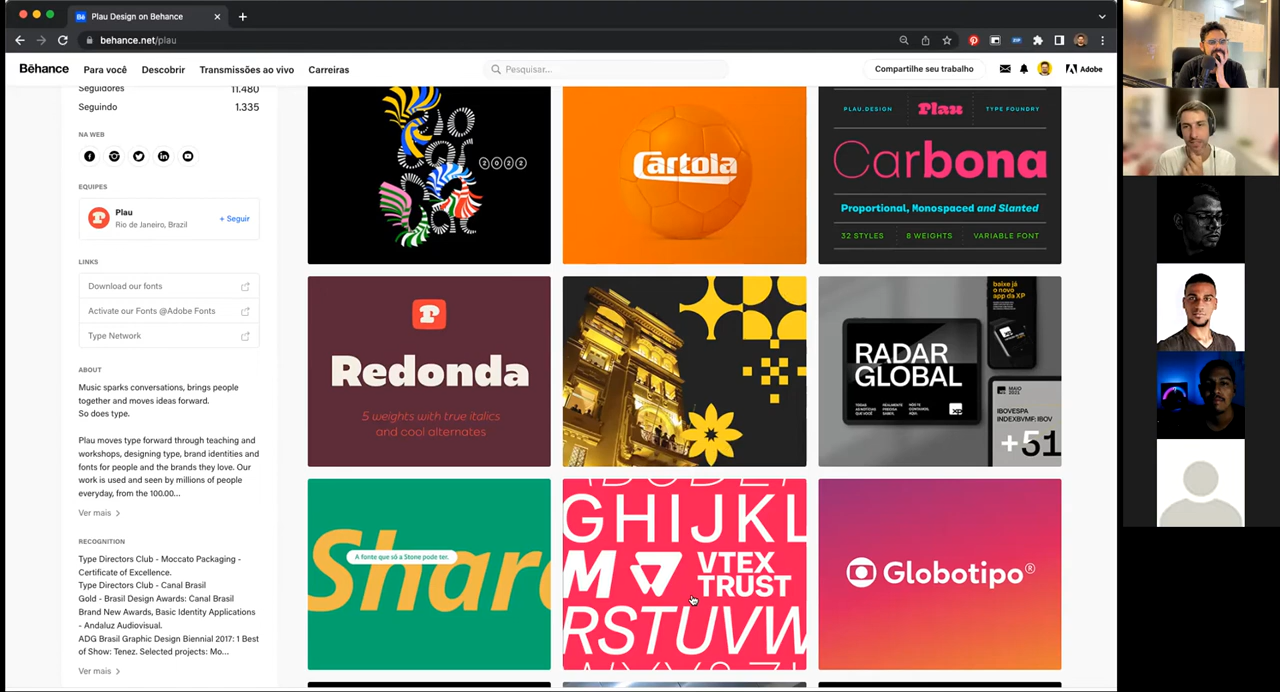 Plau Design on Behance
behance.net/plau
Bēhance
Para você
Descobrir
Transmissões ao vivo
Carreiras
Pesquisar...
Compartilhe seu trabalho
Adobe
Seguidores 11.480
Seguindo 1.335
NA WEB
EQUIPES
Plau
Rio de Janeiro, Brazil
+ Seguir
LINKS
Download our fonts
Activate our Fonts @Adobe Fonts
Type Network
ABOUT
Music sparks conversations, brings people
together and moves ideas forward.
So does type.
Plau moves type forward through teaching and
workshops, designing type, brand identities and
fonts for people and the brands they love. Our
work is used and seen by millions of people
everyday, from the 100.00...
Ver mais
RECOGNITION
Type Directors Club - Moccato Packaging -
Certificate of Excellence.
Type Directors Club - Canal Brasil
Gold - Brasil Design Awards: Canal Brasil
Brand New Awards, Basic Identity Applications
- Andaluz Audiovisual.
ADG Brasil Graphic Design Biennial 2017: 1 Best
of Show: Tenez. Selected projects: Mo...
Ver mais
RIO
2022
Cartola
PLAU.DESIGN
Plau
TYPE FOUNDRY
Carbona
Proportional, Monospaced and Slanted
32 STYLES
8 WEIGHTS
VARIABLE FONT
Redonda
5 weights with true italics
and cool alternates
RADAR
GLOBAL
XP
baixe já
o novo
app da XP
MAIO
2021
IBOVESPA
INDEXBVMF: IBOV
+51
Share
A fonte que só a Stone pode ter.
GHIJKL
M
VTEX
TRUST
RSTUVW
Globotipo®